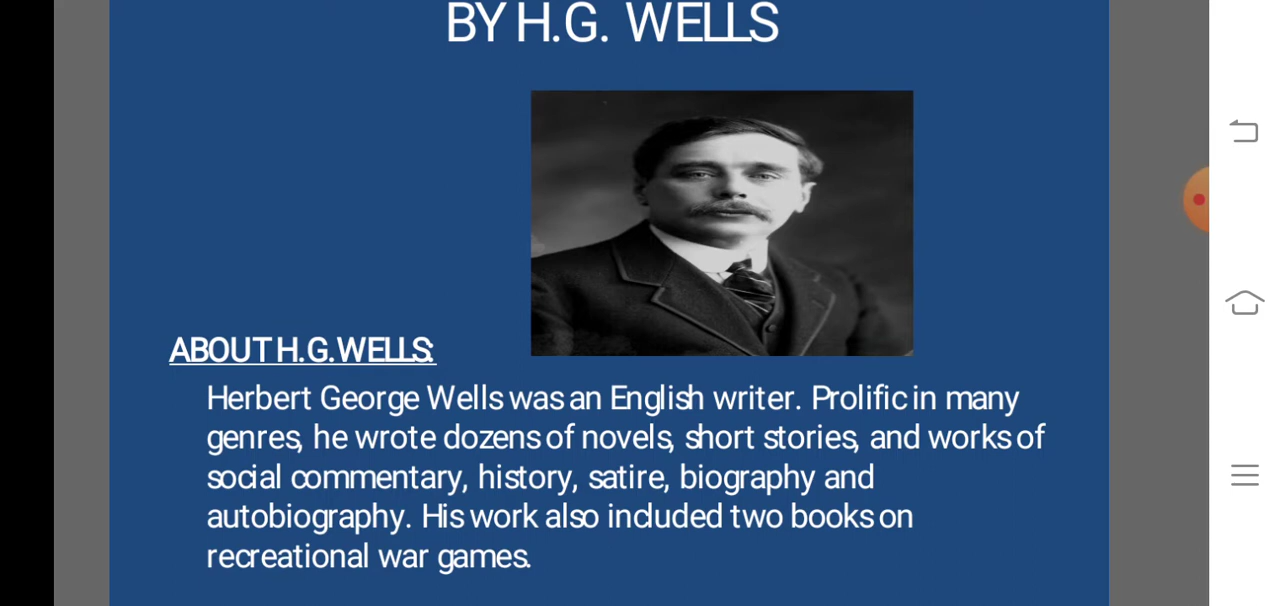 BY H.G. WELLS
ABOUT H.G.WELLS:
Herbert George Wells was an English writer. Prolific in many
genres, he wrote dozens of novels, short stories, and works of
social commentary, history, satire, biography and
autobiography. His work also included two books on
recreational war games.